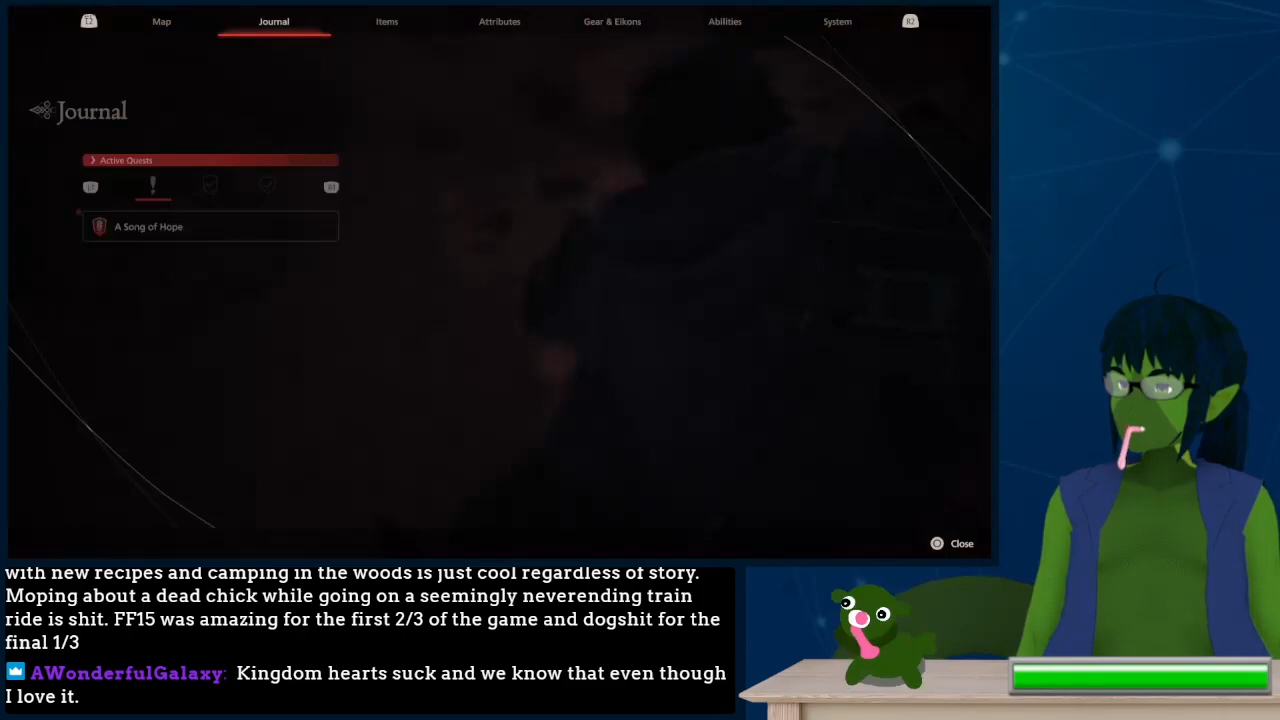 L2 Map Journal Items Attributes Gear & Eikons Abilities System R2
Journal
Active Quests
A Song of Hope
Close
with new recipes and camping in the woods is just cool regardless of story.
Moping about a dead chick while going on a seemingly neverending train
ride is shit. FF15 was amazing for the first 2/3 of the game and dogshit for the
final 1/3
AWonderfulGalaxy: Kingdom hearts suck and we know that even though
I love it.